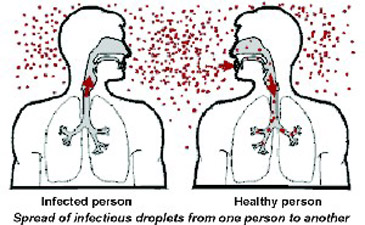 Infected person
Healthy person
Spread of infectious droplets from one person to another